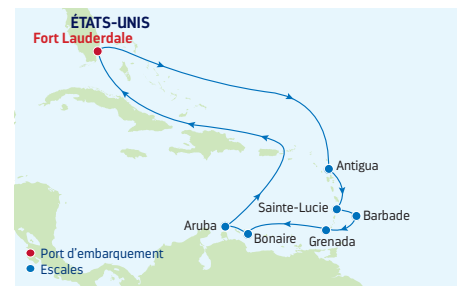 ÉTATS-UNIS
Fort Lauderdale
Antigua
Sainte-Lucie
Barbade
Aruba
Bonaire
Grenada
Port d'embarquement
Escales